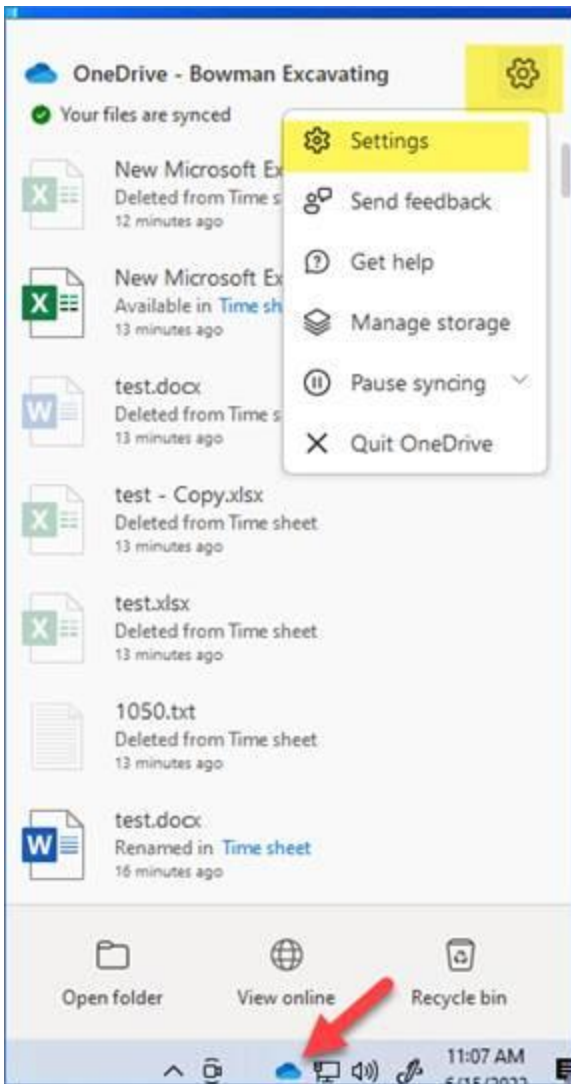 OneDrive - Bowman Excavating
Your files are synced
Settings
Send feedback
Get help
Manage storage
Pause syncing
Quit OneDrive
New Microsoft Ex
Deleted from Time s
12 minutes ago
New Microsoft Ex
Available in Time sh
13 minutes ago
test.docx
Deleted from Time s
13 minutes ago
test - Copy.xlsx
Deleted from Time sheet
13 minutes ago
test.xlsx
Deleted from Time sheet
13 minutes ago
1050.txt
Deleted from Time sheet
13 minutes ago
test.docx
Renamed in Time sheet
16 minutes ago
Open folder View online Recycle bin
11:07 AM